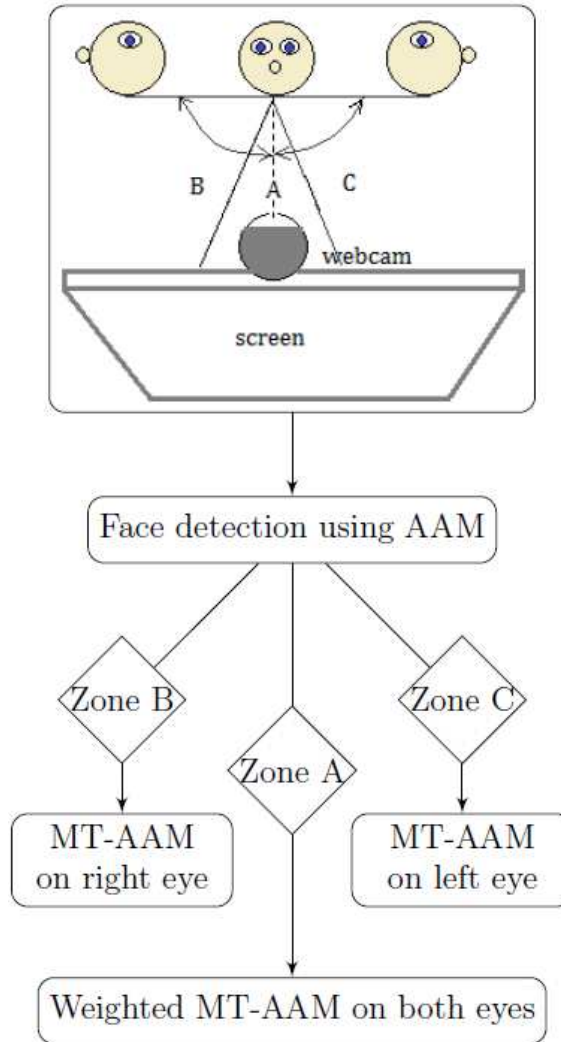 B
A
C
webcam
screen
Face detection using AAM
Zone B
Zone C
Zone A
MT-AAM
on right eye
MT-AAM
on left eye
Weighted MT-AAM on both eyes